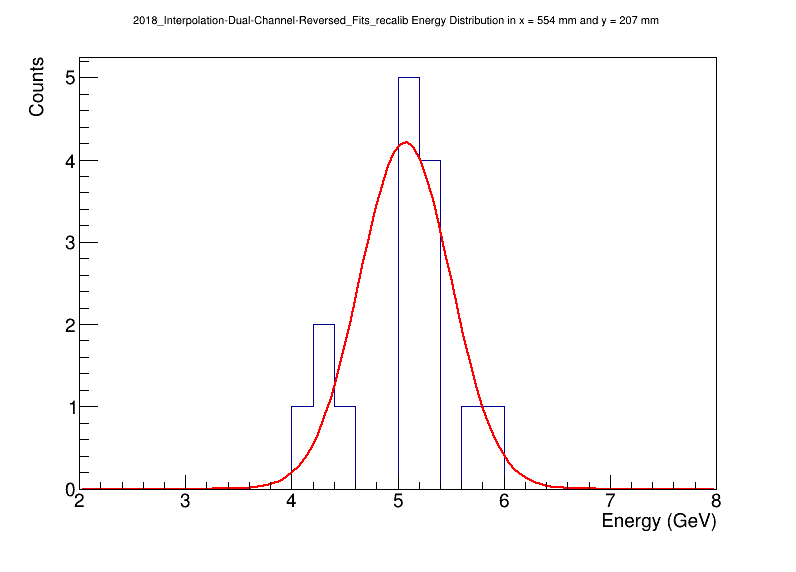 2018_Interpolation-Dual-Channel-Reversed_Fits_recalib Energy Distribution in x = 554 mm and y = 207 mm
Counts
5
4
3
2
1
0
2 3 4 5 6 7 8
Energy (GeV)